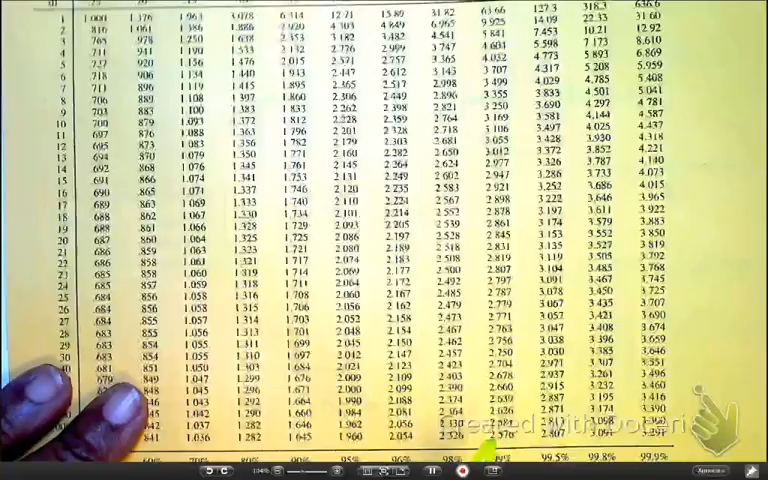 1 1.000 1.376 1.963 3.078 6.314 12.71 15.89 31.82 63.66 127.3 318.3 636.6
2 .816 1.061 1.386 1.886 2.920 4.303 4.849 6.965 9.925 14.09 22.33 31.60
3 .765 .978 1.250 1.638 2.353 3.182 3.482 4.541 5.841 7.453 10.21 12.92
4 .741 .941 1.190 1.533 2.132 2.776 2.999 3.747 4.604 5.598 7.173 8.610
5 .727 .920 1.156 1.476 2.015 2.571 2.757 3.365 4.032 4.773 5.893 6.869
6 .718 .906 1.134 1.440 1.943 2.447 2.612 3.143 3.707 4.317 5.208 5.959
7 .711 .896 1.119 1.415 1.895 2.365 2.517 2.998 3.499 4.029 4.785 5.408
8 .706 .889 1.108 1.397 1.860 2.306 2.449 2.896 3.355 3.833 4.501 5.041
9 .703 .883 1.100 1.383 1.833 2.262 2.398 2.821 3.250 3.690 4.297 4.781
10 .700 .879 1.093 1.372 1.812 2.228 2.359 2.764 3.169 3.581 4.144 4.587
11 .697 .876 1.088 1.363 1.796 2.201 2.328 2.718 3.106 3.497 4.025 4.437
12 .695 .873 1.083 1.356 1.782 2.179 2.303 2.681 3.055 3.428 3.930 4.318
13 .694 .870 1.079 1.350 1.771 2.160 2.282 2.650 3.012 3.372 3.852 4.221
14 .692 .868 1.076 1.345 1.761 2.145 2.264 2.624 2.977 3.326 3.787 4.140
15 .691 .866 1.074 1.341 1.753 2.131 2.249 2.602 2.947 3.286 3.733 4.073
16 .690 .865 1.071 1.337 1.746 2.120 2.235 2.583 2.921 3.252 3.686 4.015
17 .689 .863 1.069 1.333 1.740 2.110 2.224 2.567 2.898 3.222 3.646 3.965
18 .688 .862 1.067 1.330 1.734 2.101 2.214 2.552 2.878 3.197 3.611 3.922
19 .688 .861 1.066 1.328 1.729 2.093 2.205 2.539 2.861 3.174 3.579 3.883
20 .687 .860 1.064 1.325 1.725 2.086 2.197 2.528 2.845 3.153 3.552 3.850
21 .686 .859 1.063 1.323 1.721 2.080 2.189 2.518 2.831 3.135 3.527 3.819
22 .686 .858 1.061 1.321 1.717 2.074 2.183 2.508 2.819 3.119 3.505 3.792
23 .685 .858 1.060 1.319 1.714 2.069 2.177 2.500 2.807 3.104 3.485 3.768
24 .685 .857 1.059 1.318 1.711 2.064 2.172 2.492 2.797 3.091 3.467 3.745
25 .684 .856 1.058 1.316 1.708 2.060 2.167 2.485 2.787 3.078 3.450 3.725
26 .684 .856 1.058 1.315 1.706 2.056 2.162 2.479 2.779 3.067 3.435 3.707
27 .684 .855 1.057 1.314 1.703 2.052 2.158 2.473 2.771 3.057 3.421 3.690
28 .683 .855 1.056 1.313 1.701 2.048 2.154 2.467 2.763 3.047 3.408 3.674
29 .683 .854 1.055 1.311 1.699 2.045 2.150 2.462 2.756 3.038 3.396 3.659
30 .683 .854 1.055 1.310 1.697 2.042 2.147 2.457 2.750 3.030 3.385 3.646
40 .681 .851 1.050 1.303 1.684 2.021 2.123 2.423 2.704 2.971 3.307 3.551
.679 .849 1.047 1.299 1.676 2.009 2.109 2.403 2.678 2.937 3.261 3.496
.848 1.045 1.296 1.671 2.000 2.099 2.390 2.660 2.915 3.232 3.460
.846 1.043 1.292 1.664 1.990 2.088 2.374 2.639 2.887 3.195 3.416
1.042 1.290 1.660 1.984 2.081 2.364 2.626 2.871 3.174 3.390
.842 1.037 1.282 1.646 1.962 2.056 2.330 2.581 3.098 3.300
.841 1.036 1.282 1.645 1.960 2.054 2.326 2.576 2.807 3.091 3.291
60% 70% 80% 90% 95% 96% 98% 99% 99.5% 99.8% 99.9%
104%